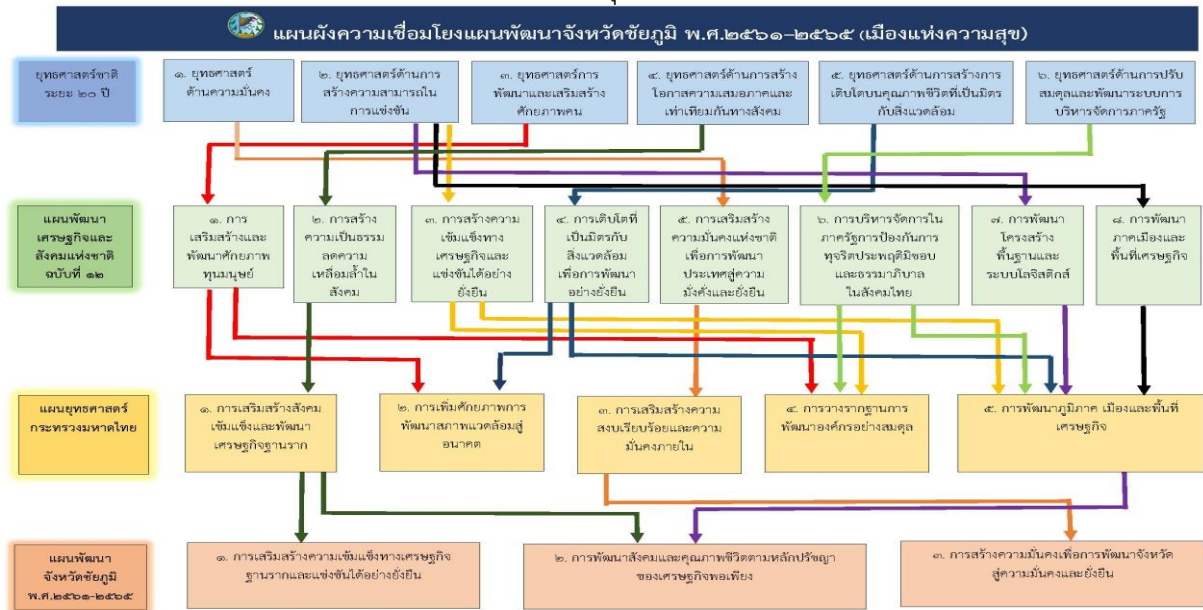 แผนผังความเชื่อมโยงแผนพัฒนาจังหวัดชัยภูมิ พ.ศ.๒๕๖๑-๒๕๖๕ (เมืองแห่งความสุข)
ยุทธศาสตร์ชาติ
ระยะ ๒๐ ปี
๑. ยุทธศาสตร์
ด้านความมั่นคง
๒. ยุทธศาสตร์ด้านการ
สร้างความสามารถใน
การแข่งขัน
๓. ยุทธศาสตร์การ
พัฒนาและเสริมสร้าง
ศักยภาพคน
๔. ยุทธศาสตร์ด้านการสร้าง
โอกาสความเสมอภาคและ
เท่าเทียมกันทางสังคม
๕. ยุทธศาสตร์ด้านการสร้างการ
เติบโตบนคุณภาพชีวิตที่เป็นมิตร
กับสิ่งแวดล้อม
๖. ยุทธศาสตร์ด้านการปรับ
สมดุลและพัฒนาระบบการ
บริหารจัดการภาครัฐ
แผนพัฒนา
เศรษฐกิจและ
สังคมแห่งชาติ
ฉบับที่ ๑๒
๑. การ
เสริมสร้างและ
พัฒนาศักยภาพ
ทุนมนุษย์
๒. การสร้าง
ความเป็นธรรม
ลดความ
เหลื่อมล้ำใน
สังคม
๓. การสร้างความ
เข้มแข็งทาง
เศรษฐกิจและ
แข่งขันได้อย่าง
ยั่งยืน
๔. การเติบโตที่
เป็นมิตรกับ
สิ่งแวดล้อม
เพื่อการพัฒนา
อย่างยั่งยืน
๕. การเสริมสร้าง
ความมั่นคงแห่งชาติ
เพื่อการพัฒนา
ประเทศสู่ความ
มั่งคั่งและยั่งยืน
๖. การบริหารจัดการใน
ภาครัฐการป้องกันการ
ทุจริตประพฤติมิชอบ
และธรรมาภิบาล
ในสังคมไทย
๗. การพัฒนา
โครงสร้าง
พื้นฐานและ
ระบบโลจิสติกส์
๘. การพัฒนา
ภาคเมืองและ
พื้นที่เศรษฐกิจ
แผนยุทธศาสตร์
กระทรวงมหาดไทย
๑. การเสริมสร้างสังคม
เข้มแข็งและพัฒนา
เศรษฐกิจฐานราก
๒. การเพิ่มศักยภาพการ
พัฒนาสภาพแวดล้อมสู่
อนาคต
๓. การเสริมสร้างความ
สงบเรียบร้อยและความ
มั่นคงภายใน
๔. การวางรากฐานการ
พัฒนาองค์กรอย่างสมดุล
๕. การพัฒนาภูมิภาค เมืองและพื้นที่
เศรษฐกิจ
แผนพัฒนา
จังหวัดชัยภูมิ
พ.ศ.๒๕๖๑-๒๕๖๕
๑. การเสริมสร้างความเข้มแข็งทางเศรษฐกิจ
ฐานรากและแข่งขันได้อย่างยั่งยืน
๒. การพัฒนาสังคมและคุณภาพชีวิตตามหลักปรัชญา
ของเศรษฐกิจพอเพียง
๓. การสร้างความมั่นคงเพื่อการพัฒนาจังหวัด
สู่ความมั่นคงและยั่งยืน